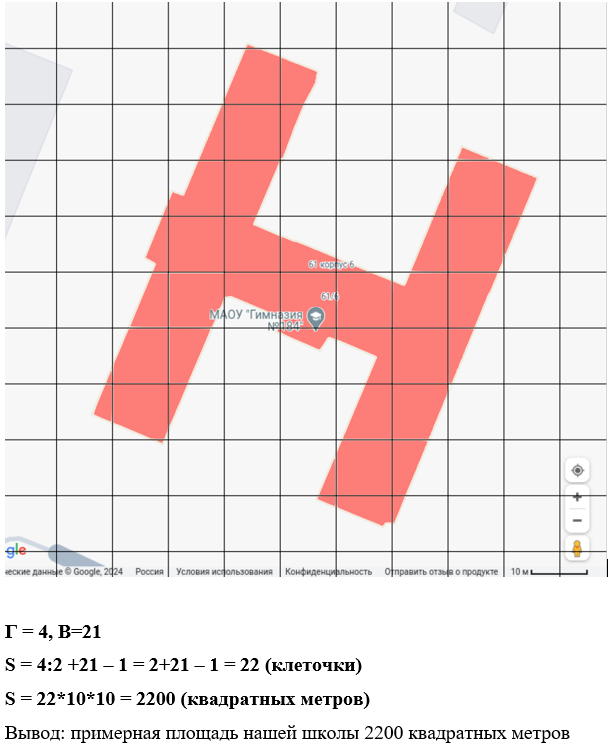 61 корпус 6
61/6
МАОУ "Гимназия
№184"
gle
ческие данные © Google, 2024 Россия Условия использования Конфиденциальность Отправить отзыв о продукте 10 м
Г = 4, В=21
S = 4:2 +21 – 1 = 2+21 – 1 = 22 (клеточки)
S = 22*10*10 = 2200 (квадратных метров)
Вывод: примерная площадь нашей школы 2200 квадратных метров